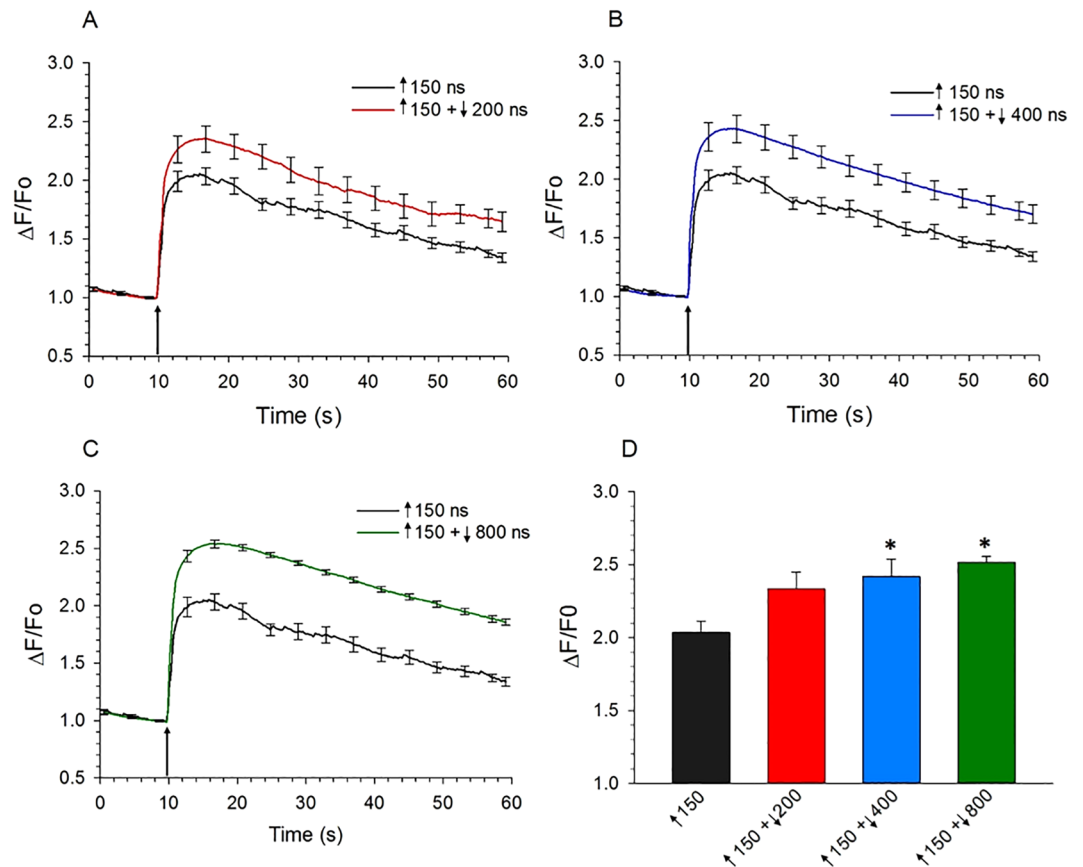 A
3.0
2.5
2.0
1.5
1.0
0.5
ΔF/Fo
↑150 ns
↑150 +↓200 ns
0 10 20 30 40 50 60
Time (s)
B
3.0
2.5
2.0
1.5
1.0
0.5
ΔF/Fo
↑150 ns
↑150 +↓400 ns
0 10 20 30 40 50 60
Time (s)
C
3.0
2.5
2.0
1.5
1.0
0.5
ΔF/Fo
↑150 ns
↑150 +↓800 ns
0 10 20 30 40 50 60
Time (s)
D
3.0
2.5
2.0
1.5
1.0
ΔF/F0
* *
↑150
↑150 +↓200
↑150 +↓400
↑150 +↓800